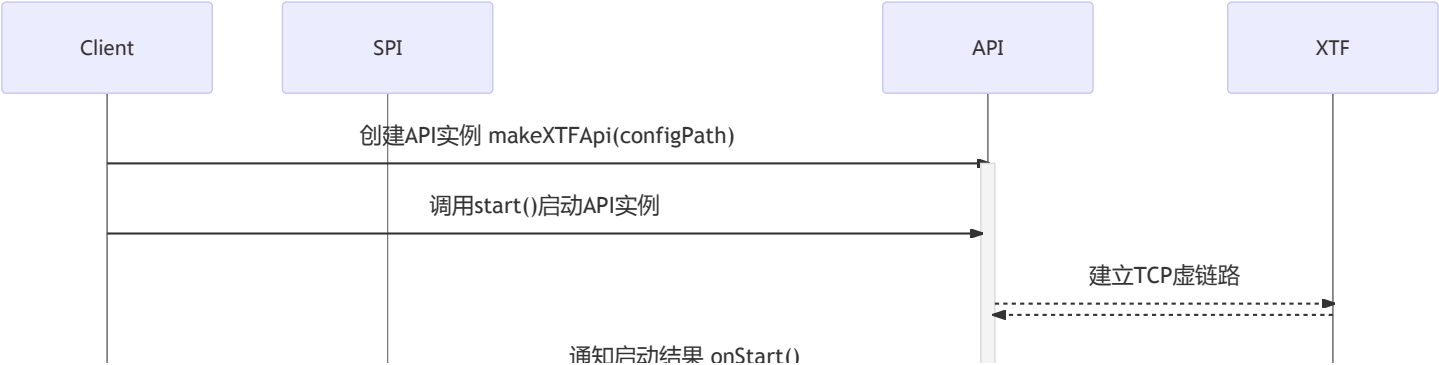 Client
SPI
API
XTF
创建API实例 makeXTFApi(configPath)
调用start()启动API实例
建立TCP虚链路
通知启动结果 onStart()